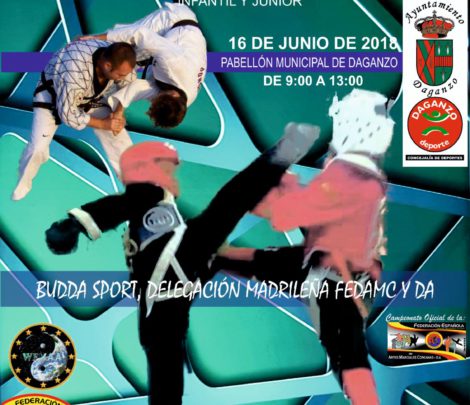 INFANTIL Y JUNIOR
16 DE JUNIO DE 2018
PABELLÓN MUNICIPAL DE DAGANZO
DE 9:00 A 13:00
Ayuntamiento
Daganzo
DAGANZO
deporte
CONCEJALÍA DE DEPORTES
BUDDA SPORT, DELEGACIÓN MADRILEÑA FEDAMC Y DA
Campeonato Oficial de la:
FEDERACIÓN ESPAÑOLA
FEDERACIÓN